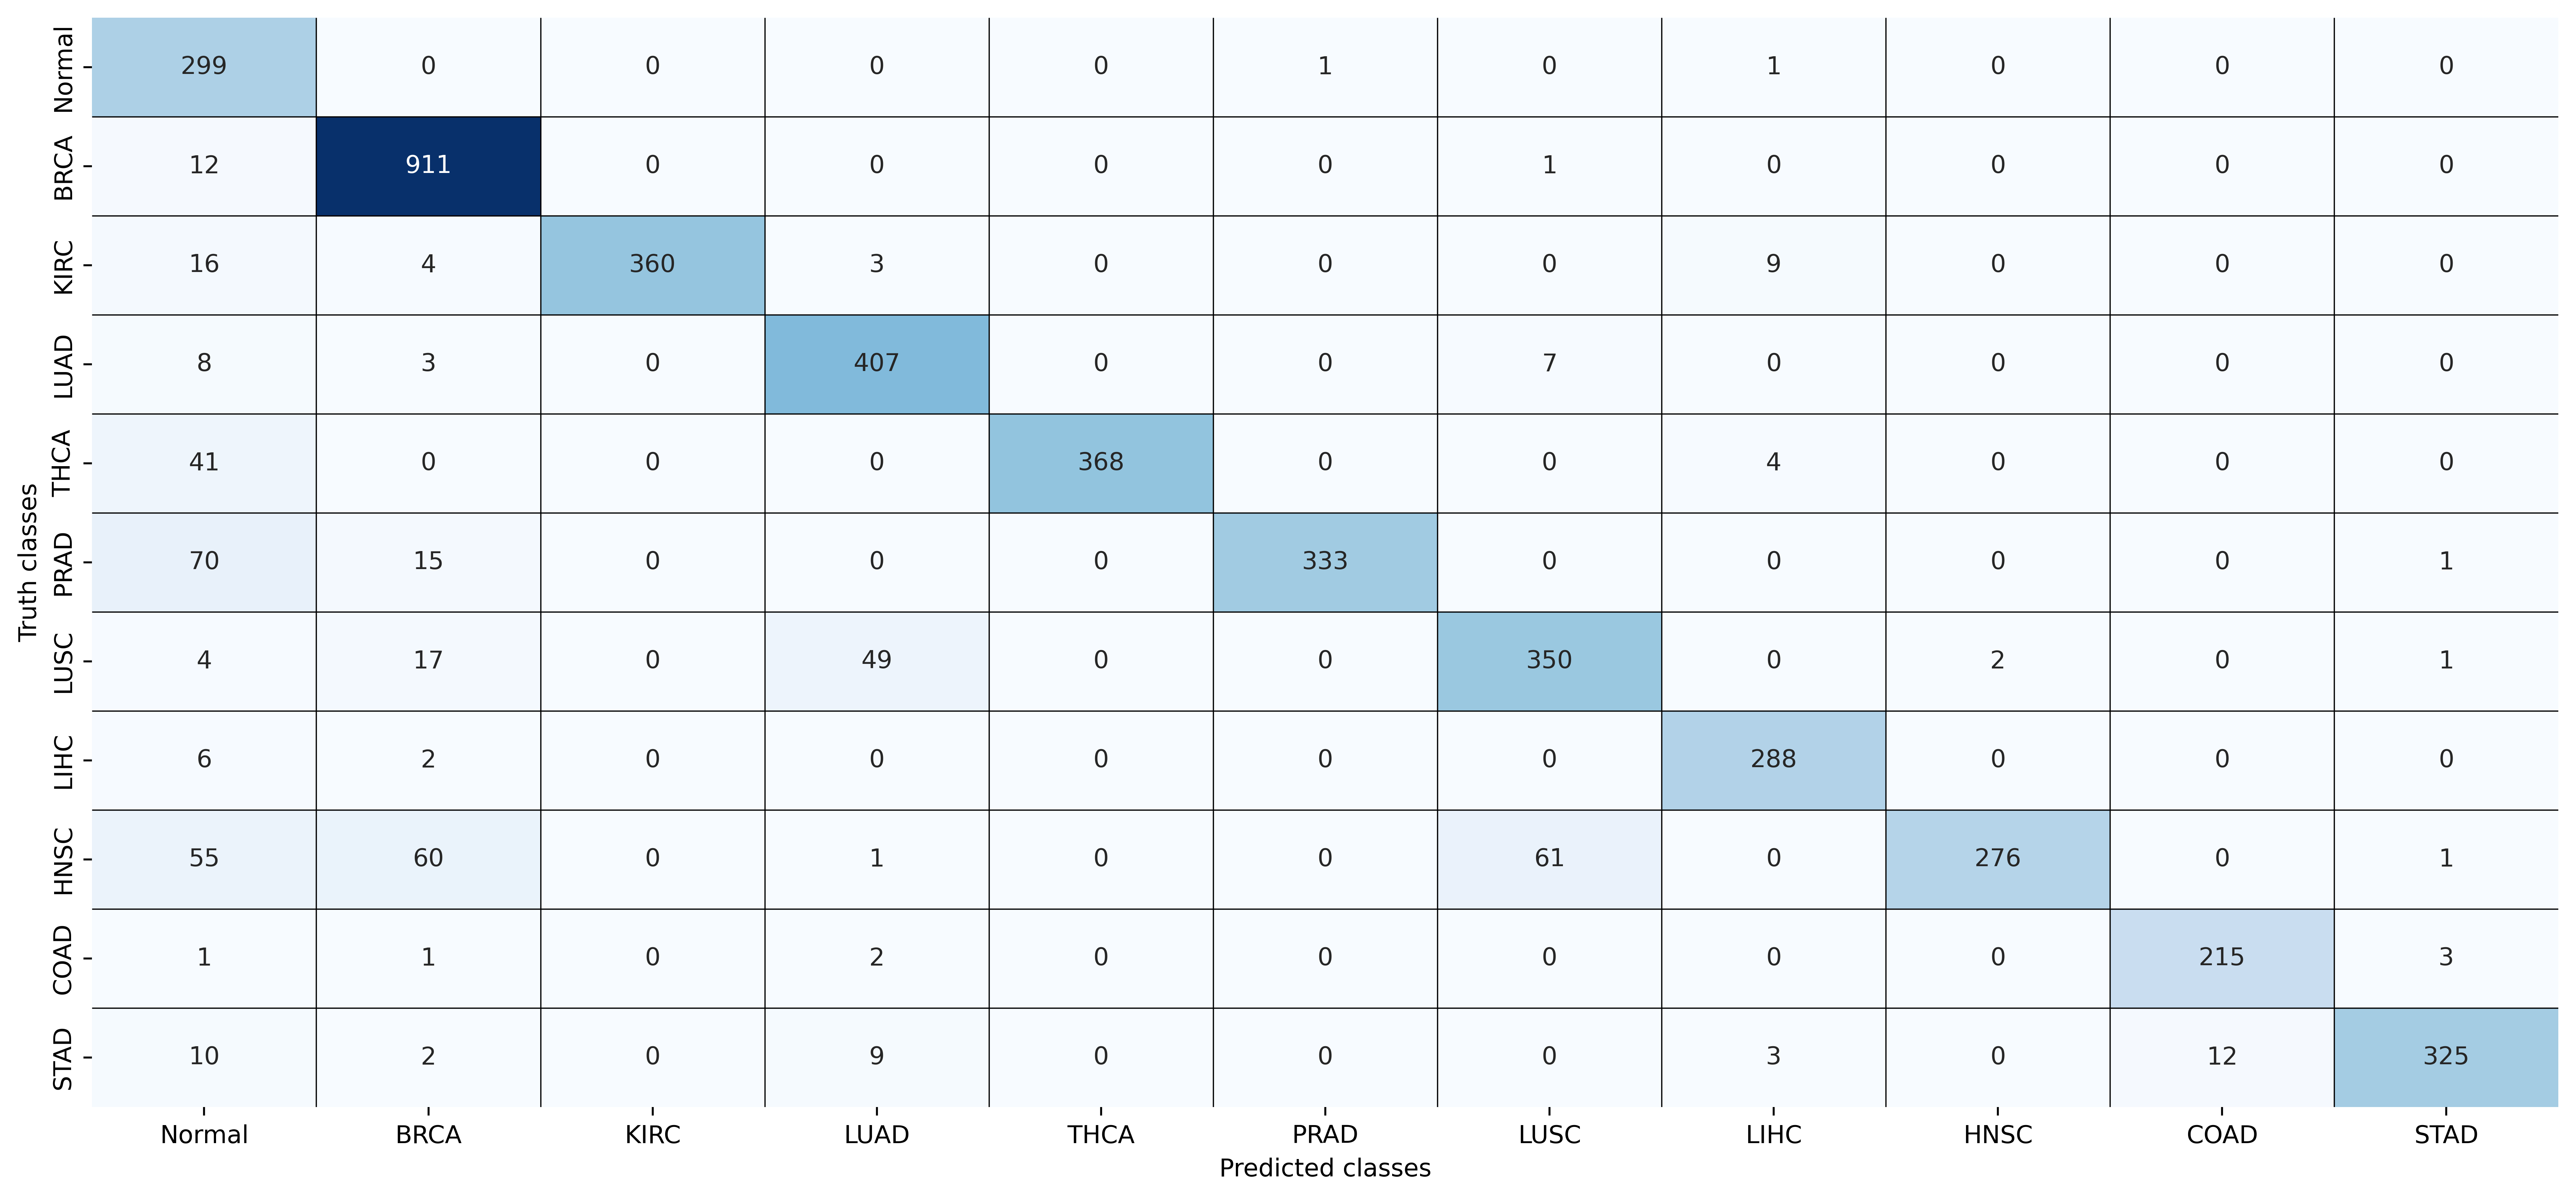 Truth classes
Normal 299 0 0 0 0 1 0 1 0 0 0
BRCA 12 911 0 0 0 0 1 0 0 0 0
KIRC 16 4 360 3 0 0 0 9 0 0 0
LUAD 8 3 0 407 0 0 7 0 0 0 0
THCA 41 0 0 0 368 0 0 4 0 0 0
PRAD 70 15 0 0 0 333 0 0 0 0 1
LUSC 4 17 0 49 0 0 350 0 2 0 1
LIHC 6 2 0 0 0 0 0 288 0 0 0
HNSC 55 60 0 1 0 0 61 0 276 0 1
COAD 1 1 0 2 0 0 0 0 0 215 3
STAD 10 2 0 9 0 0 0 3 0 12 325
Normal BRCA KIRC LUAD THCA PRAD LUSC LIHC HNSC COAD STAD
Predicted classes